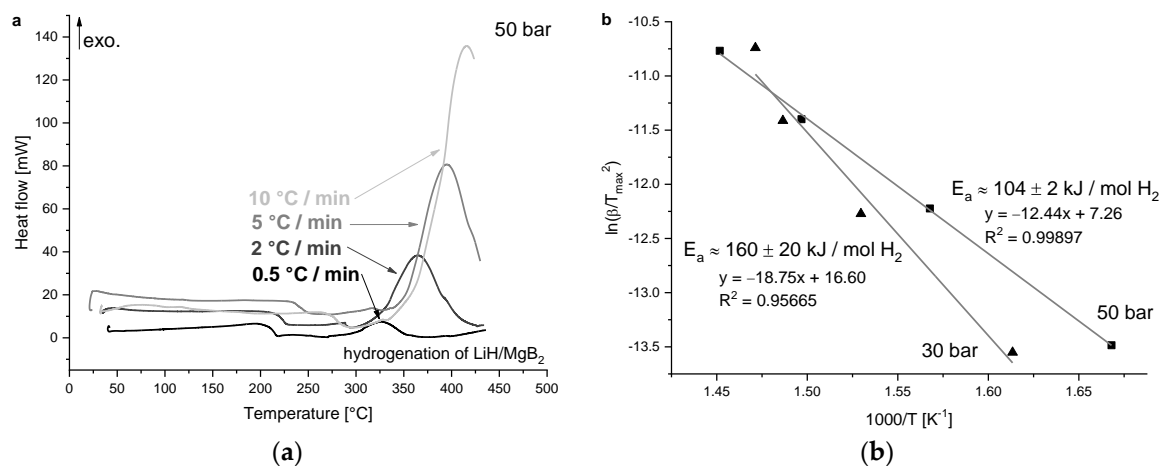 a
exo.
50 bar
Heat flow [mW]
150
140
120
100
80
60
40
20
0
10 °C / min
5 °C / min
2 °C / min
0.5 °C / min
hydrogenation of LiH/MgB₂
0 50 100 150 200 250 300 350 400 450 500
Temperature [°C]
(a)
b
ln(β/Tmax²)
-10.5
-11.0
-11.5
-12.0
-12.5
-13.0
-13.5
Eₐ ≈ 104 ± 2 kJ / mol H₂
y = −12.44x + 7.26
R² = 0.99897
Eₐ ≈ 160 ± 20 kJ / mol H₂
y = −18.75x + 16.60
R² = 0.95665
50 bar
30 bar
1.45 1.50 1.55 1.60 1.65
1000/T [K⁻¹]
(b)